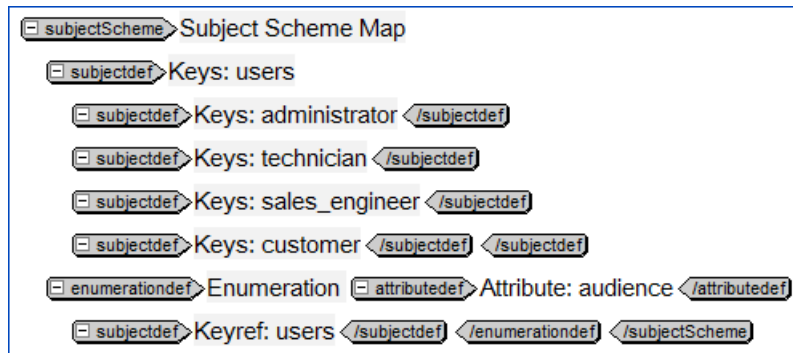 subjectScheme Subject Scheme Map
subjectdef Keys: users
subjectdef Keys: administrator /subjectdef
subjectdef Keys: technician /subjectdef
subjectdef Keys: sales_engineer /subjectdef
subjectdef Keys: customer /subjectdef /subjectdef
enumerationdef Enumeration attributedef Attribute: audience /attributedef
subjectdef Keyref: users /subjectdef /enumerationdef /subjectScheme